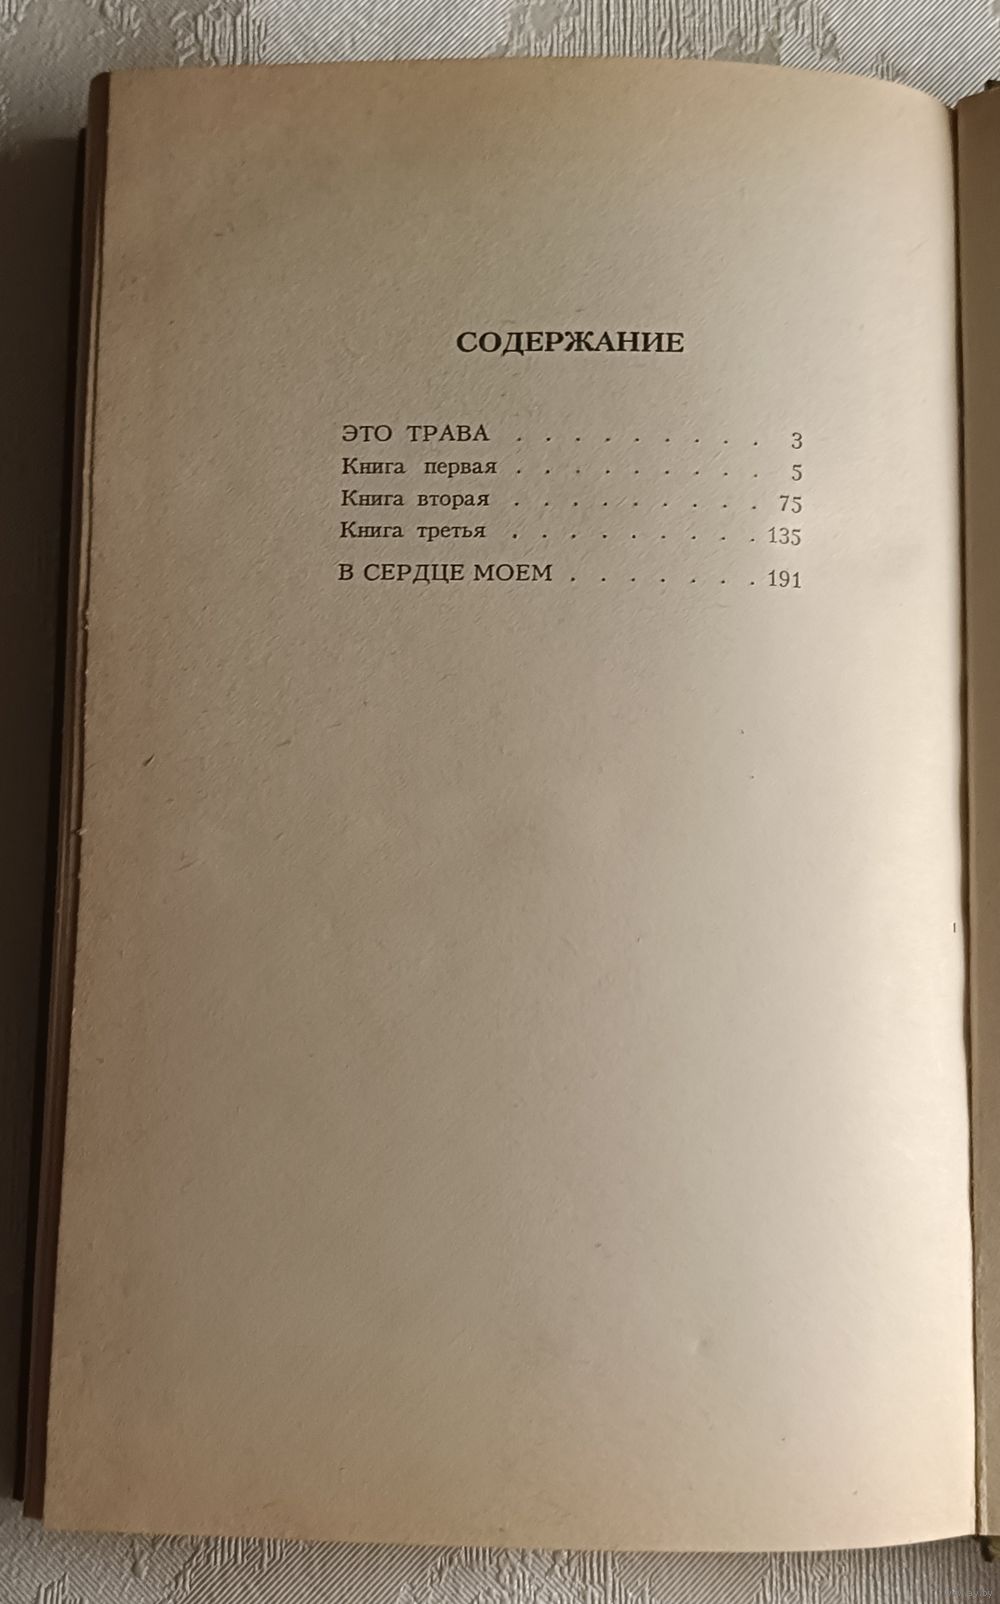 СОДЕРЖАНИЕ
ЭТО ТРАВА . . . . . . . . . 3
Книга первая . . . . . . . . . 5
Книга вторая . . . . . . . . . 75
Книга третья . . . . . . . . . 135
В СЕРДЦЕ МОЕМ . . . . . . . 191